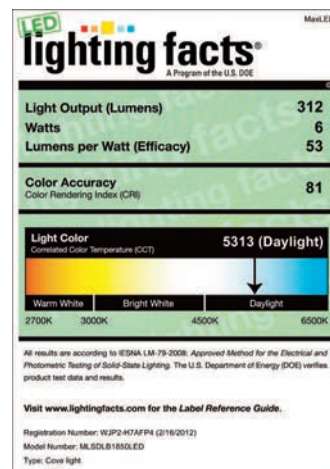 MaxLED
LED
lighting facts®
A Program of the U.S. DOE
Light Output (Lumens) 312
Watts 6
Lumens per Watt (Efficacy) 53
Color Accuracy 81
Color Rendering Index (CRI)
Light Color 5313 (Daylight)
Correlated Color Temperature (CCT)
Warm White Bright White Daylight
2700K 3000K 4500K 6500K
All results are according to IESNA LM-79-2008: Approved Method for the Electrical and
Photometric Testing of Solid-State Lighting. The U.S. Department of Energy (DOE) verifies
product test data and results.
Visit www.lightingfacts.com for the Label Reference Guide.
Registration Number: WJP2-H7AFP4 (2/16/2012)
Model Number: MLSDLB1850LED
Type: Cove light